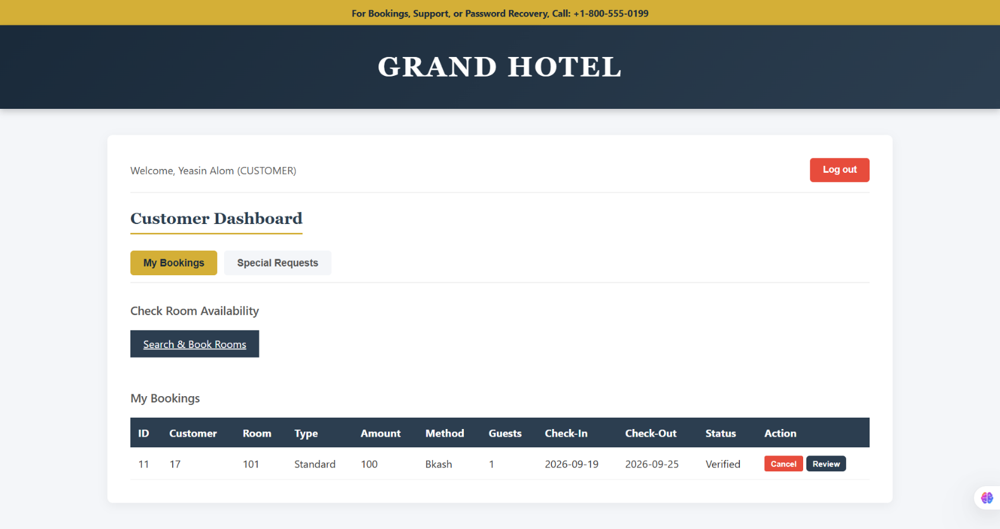 For Bookings, Support, or Password Recovery, Call: +1-800-555-0199
GRAND HOTEL
Welcome, Yeasin Alom (CUSTOMER)
Log out
Customer Dashboard
My Bookings
Special Requests
Check Room Availability
Search & Book Rooms
My Bookings
ID Customer Room Type Amount Method Guests Check-In Check-Out Status Action
11 17 101 Standard 100 Bkash 1 2026-09-19 2026-09-25 Verified Cancel Review